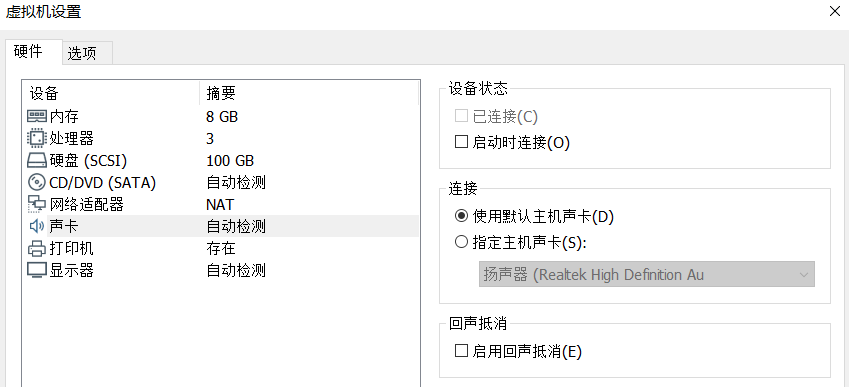 虚拟机设置
硬件 选项
设备 摘要
内存 8 GB
处理器 3
硬盘 (SCSI) 100 GB
CD/DVD (SATA) 自动检测
网络适配器 NAT
声卡 自动检测
打印机 存在
显示器 自动检测
设备状态
已连接(C)
启动时连接(O)
连接
使用默认主机声卡(D)
指定主机声卡(S):
扬声器 (Realtek High Definition Au
回声抵消
启用回声抵消(E)